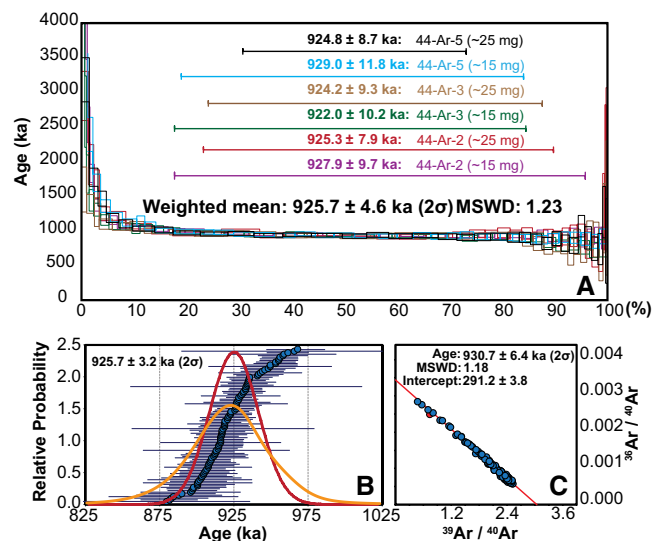 4000
3500
3000
2500
2000
1500
1000
500
0
Age (ka)
924.8 ± 8.7 ka: 44-Ar-5 (~25 mg)
929.0 ± 11.8 ka: 44-Ar-5 (~15 mg)
924.2 ± 9.3 ka: 44-Ar-3 (~25 mg)
922.0 ± 10.2 ka: 44-Ar-3 (~15 mg)
925.3 ± 7.9 ka: 44-Ar-2 (~25 mg)
927.9 ± 9.7 ka: 44-Ar-2 (~15 mg)
Weighted mean: 925.7 ± 4.6 ka (2σ) MSWD: 1.23
A
0 10 20 30 40 50 60 70 80 90 100 (%)
2.5
2.0
1.5
1.0
0.5
0.0
Relative Probability
925.7 ± 3.2 ka (2σ)
B
825 875 925 975 1025
Age (ka)
Age: 930.7 ± 6.4 ka (2σ)
MSWD: 1.18
Intercept: 291.2 ± 3.8
C
0.004
0.003
0.002
0.001
0.000
³⁶Ar / ⁴⁰Ar
1.2 2.4 3.6
³⁹Ar / ⁴⁰Ar